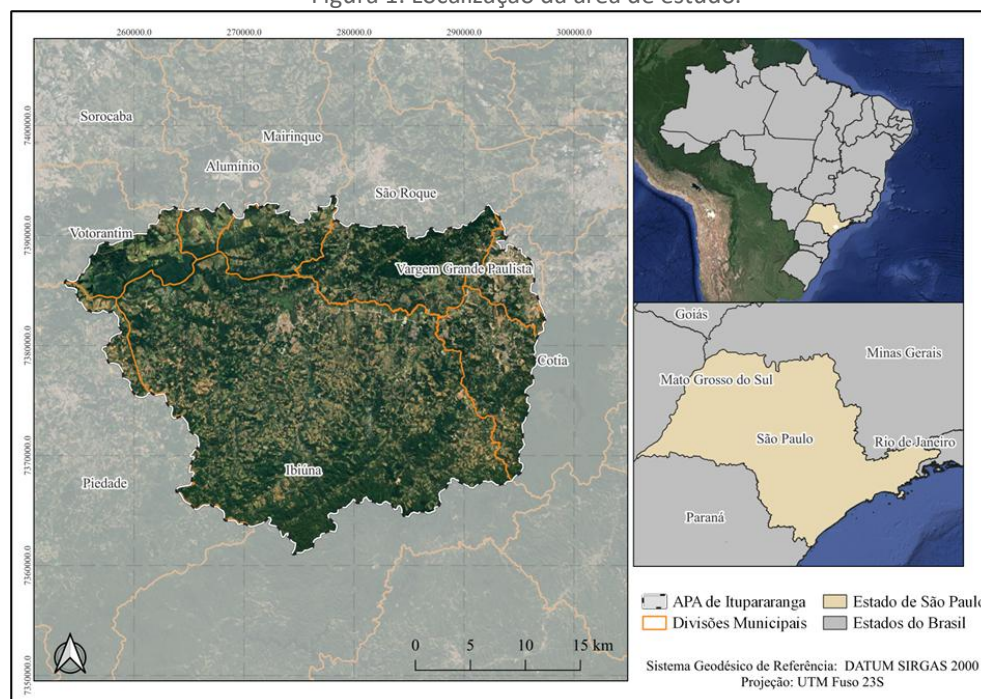 Figura 1. Localização da área de estudo.
260000.0 270000.0 280000.0 290000.0 300000.0
7400000.0
7390000.0
7380000.0
7370000.0
7360000.0
7350000.0
Sorocaba
Mairinque
Alumínio
São Roque
Votorantim
Vargem Grande Paulista
Cotia
Ibiúna
Piedade
0 5 10 15 km
Goiás
Minas Gerais
Mato Grosso do Sul
São Paulo
Rio de Janeiro
Paraná
APA de Itupararanga
Estado de São Paulo
Divisões Municipais
Estados do Brasil
Sistema Geodésico de Referência: DATUM SIRGAS 2000
Projeção: UTM Fuso 23S